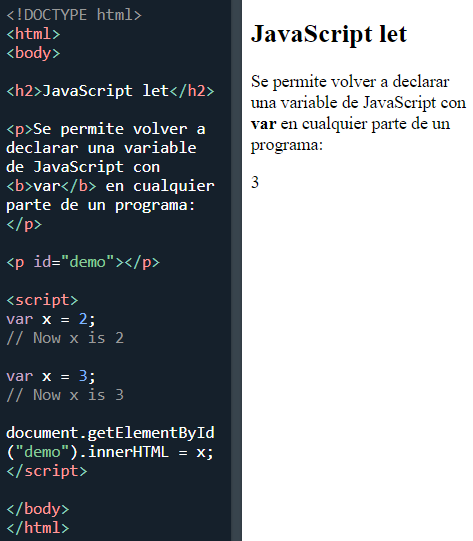 <!DOCTYPE html>
<html>
<body>
<h2>JavaScript let</h2>
<p>Se permite volver a
declarar una variable
de JavaScript con
<b>var</b> en cualquier
parte de un programa:
</p>
<p id="demo"></p>
<script>
var x = 2;
// Now x is 2
var x = 3;
// Now x is 3
document.getElementById
("demo").innerHTML = x;
</script>
</body>
</html>
JavaScript let
Se permite volver a declarar
una variable de JavaScript con
var en cualquier parte de un
programa:
3